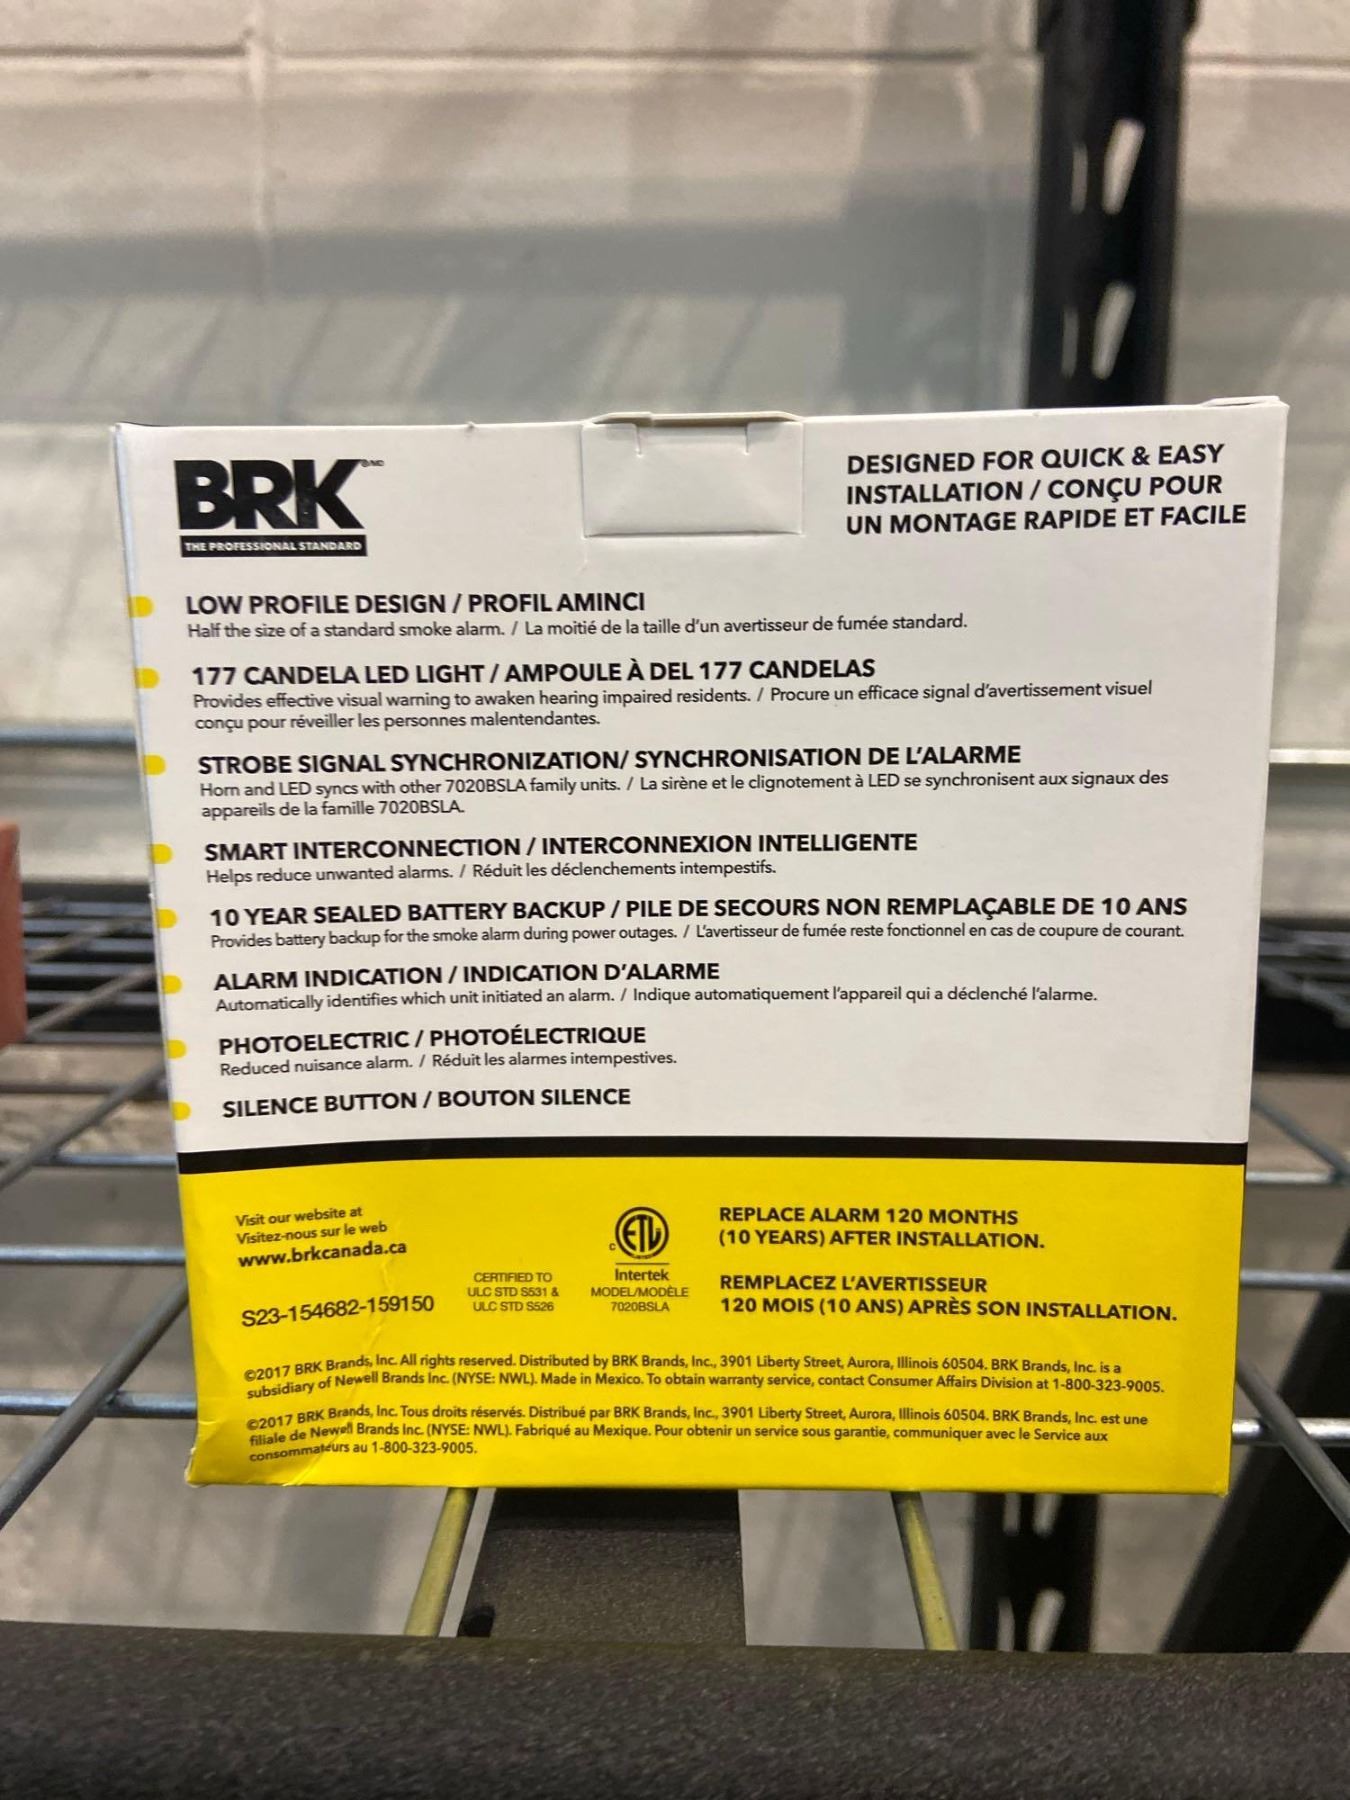 BRK
THE PROFESSIONAL STANDARD
DESIGNED FOR QUICK & EASY
INSTALLATION / CONÇU POUR
UN MONTAGE RAPIDE ET FACILE
LOW PROFILE DESIGN / PROFIL AMINCI
Half the size of a standard smoke alarm. / La moitié de la taille d'un avertisseur de fumée standard.
177 CANDELA LED LIGHT / AMPOULE À DEL 177 CANDELAS
Provides effective visual warning to awaken hearing impaired residents. / Procure un efficace signal d'avertissement visuel
conçu pour réveiller les personnes malentendantes.
STROBE SIGNAL SYNCHRONIZATION/ SYNCHRONISATION DE L'ALARME
Horn and LED syncs with other 7020BSLA family units. / La sirène et le clignotement à LED se synchronisent aux signaux des
appareils de la famille 7020BSLA.
SMART INTERCONNECTION / INTERCONNEXION INTELLIGENTE
Helps reduce unwanted alarms. / Réduit les déclenchements intempestifs.
10 YEAR SEALED BATTERY BACKUP / PILE DE SECOURS NON REMPLAÇABLE DE 10 ANS
Provides battery backup for the smoke alarm during power outages. / L'avertisseur de fumée reste fonctionnel en cas de coupure de courant.
ALARM INDICATION / INDICATION D'ALARME
Automatically identifies which unit initiated an alarm. / Indique automatiquement l'appareil qui a déclenché l'alarme.
PHOTOELECTRIC / PHOTOÉLECTRIQUE
Reduced nuisance alarm. / Réduit les alarmes intempestives.
SILENCE BUTTON / BOUTON SILENCE
Visit our website at
Visitez-nous sur le web
www.brkcanada.ca
S23-154682-159150
CERTIFIED TO
ULC STD S531 &
ULC STD S526
C ETL
Intertek
MODEL/MODÈLE
7020BSLA
REPLACE ALARM 120 MONTHS
(10 YEARS) AFTER INSTALLATION.
REMPLACEZ L'AVERTISSEUR
120 MOIS (10 ANS) APRÈS SON INSTALLATION.
©2017 BRK Brands, Inc. All rights reserved. Distributed by BRK Brands, Inc., 3901 Liberty Street, Aurora, Illinois 60504. BRK Brands, Inc. is a
subsidiary of Newell Brands Inc. (NYSE: NWL). Made in Mexico. To obtain warranty service, contact Consumer Affairs Division at 1-800-323-9005.
©2017 BRK Brands, Inc. Tous droits réservés. Distribué par BRK Brands, Inc., 3901 Liberty Street, Aurora, Illinois 60504. BRK Brands, Inc. est une
filiale de Newell Brands Inc. (NYSE: NWL). Fabriqué au Mexique. Pour obtenir un service sous garantie, communiquer avec le Service aux
consommateurs au 1-800-323-9005.